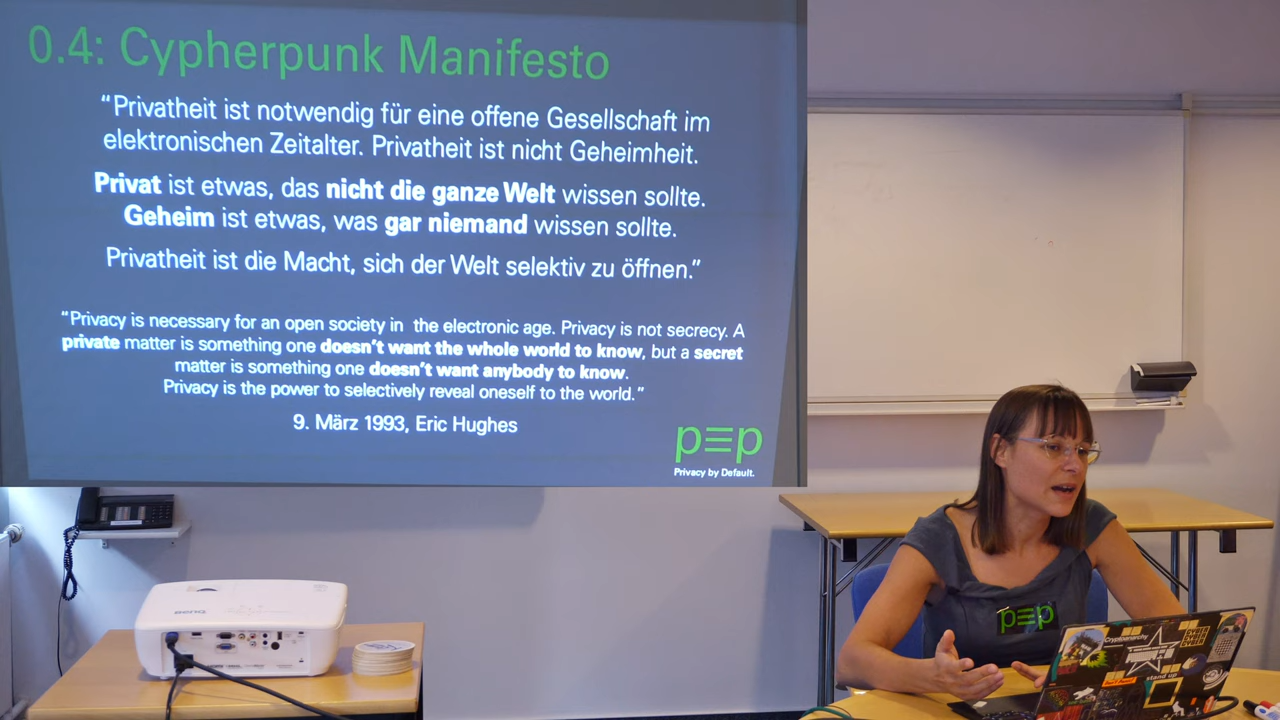 0.4: Cypherpunk Manifesto
“Privatheit ist notwendig für eine offene Gesellschaft im
elektronischen Zeitalter. Privatheit ist nicht Geheimheit.
Privat ist etwas, das nicht die ganze Welt wissen sollte.
Geheim ist etwas, was gar niemand wissen sollte.
Privatheit ist die Macht, sich der Welt selektiv zu öffnen.”
“Privacy is necessary for an open society in the electronic age. Privacy is not secrecy. A
private matter is something one doesn’t want the whole world to know, but a secret
matter is something one doesn’t want anybody to know.
Privacy is the power to selectively reveal oneself to the world.”
9. März 1993, Eric Hughes
p≡p
Privacy by Default.
BenQ
p≡p
Cryptoanarchy
stand up